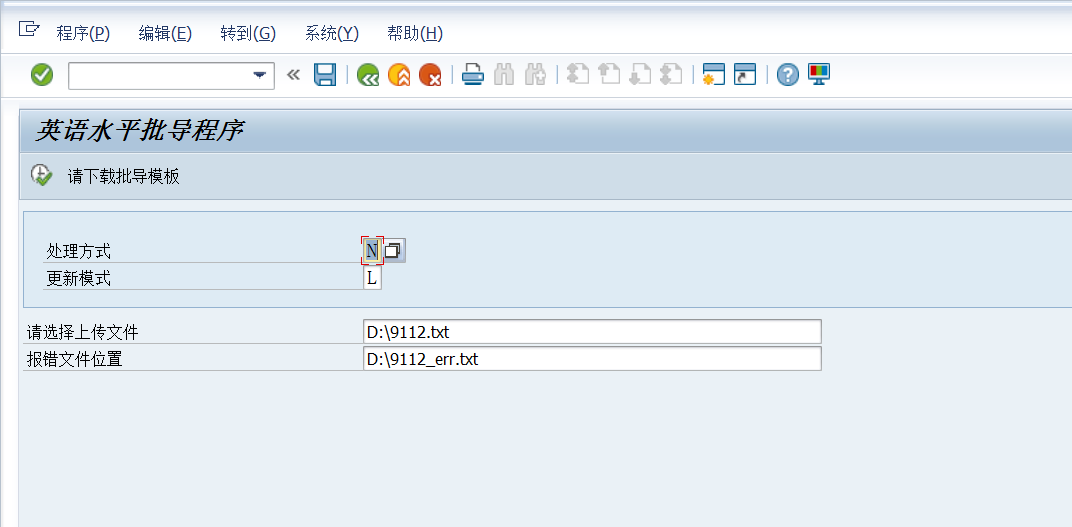 程序(P) 编辑(E) 转到(G) 系统(Y) 帮助(H)
英语水平批导程序
请下载批导模板
处理方式 N
更新模式 L
请选择上传文件 D:\9112.txt
报错文件位置 D:\9112_err.txt